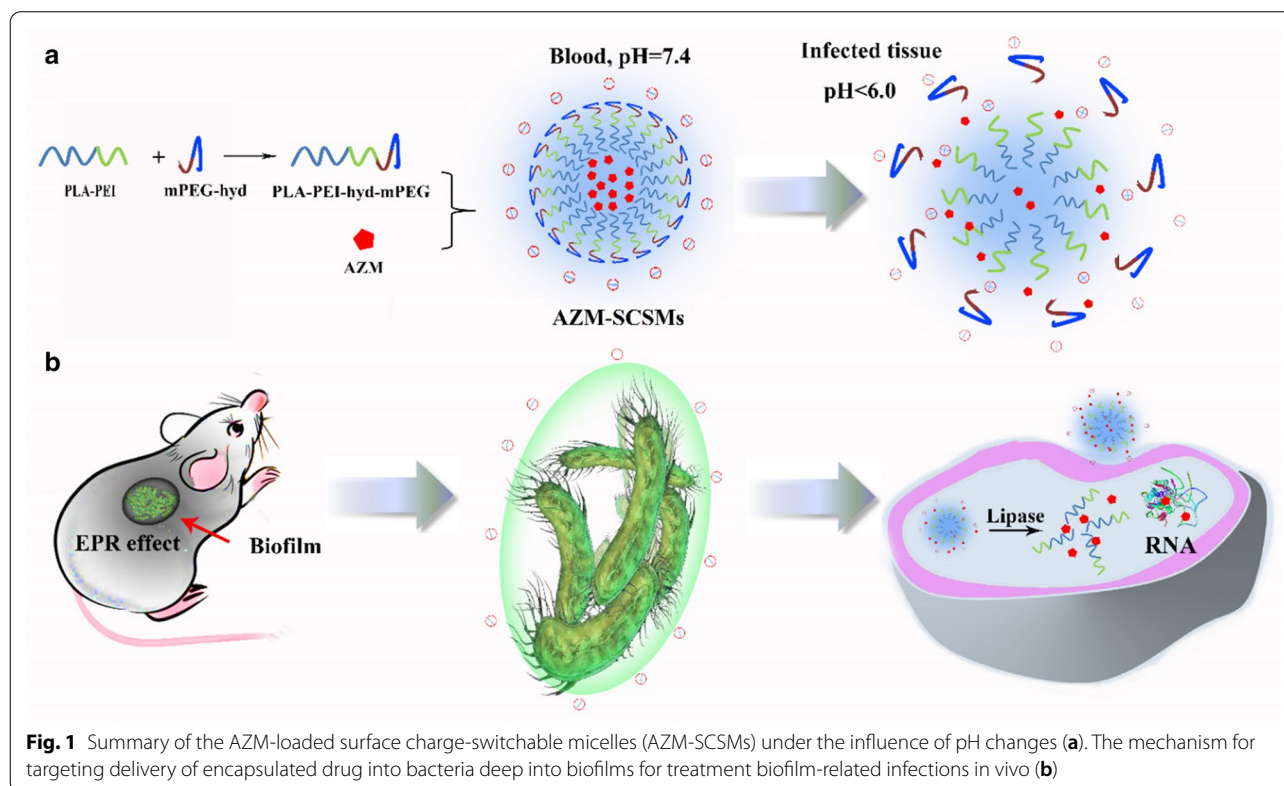 a
Blood, pH=7.4
Infected tissue
pH<6.0
+
PLA-PEI
mPEG-hyd
PLA-PEI-hyd-mPEG
AZM
AZM-SCSMs
b
EPR effect
Biofilm
Lipase
RNA
Fig. 1 Summary of the AZM-loaded surface charge-switchable micelles (AZM-SCSMs) under the influence of pH changes (a). The mechanism for
targeting delivery of encapsulated drug into bacteria deep into biofilms for treatment biofilm-related infections in vivo (b)